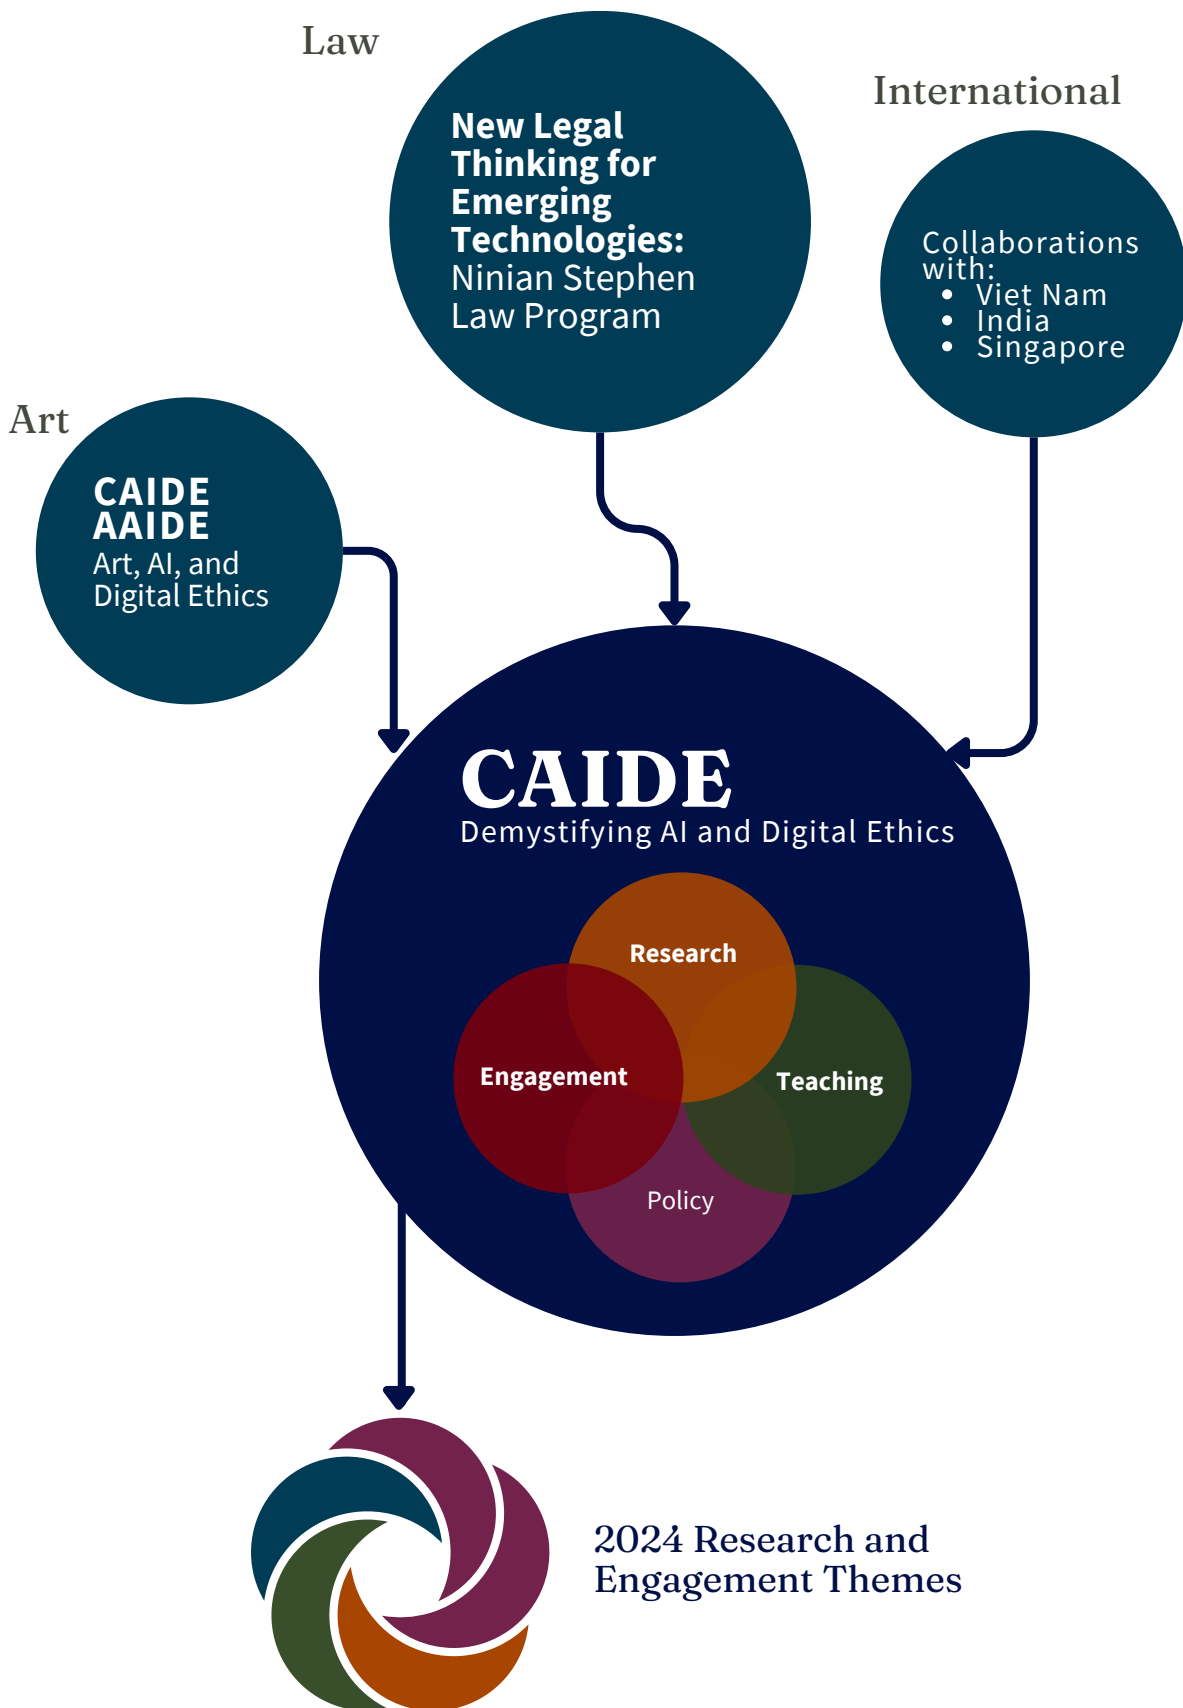 Law
New Legal
Thinking for
Emerging
Technologies:
Ninian Stephen
Law Program
International
Collaborations
with:
• Viet Nam
• India
• Singapore
Art
CAIDE
AAIDE
Art, AI, and
Digital Ethics
CAIDE
Demystifying AI and Digital Ethics
Research
Engagement
Teaching
Policy
2024 Research and
Engagement Themes